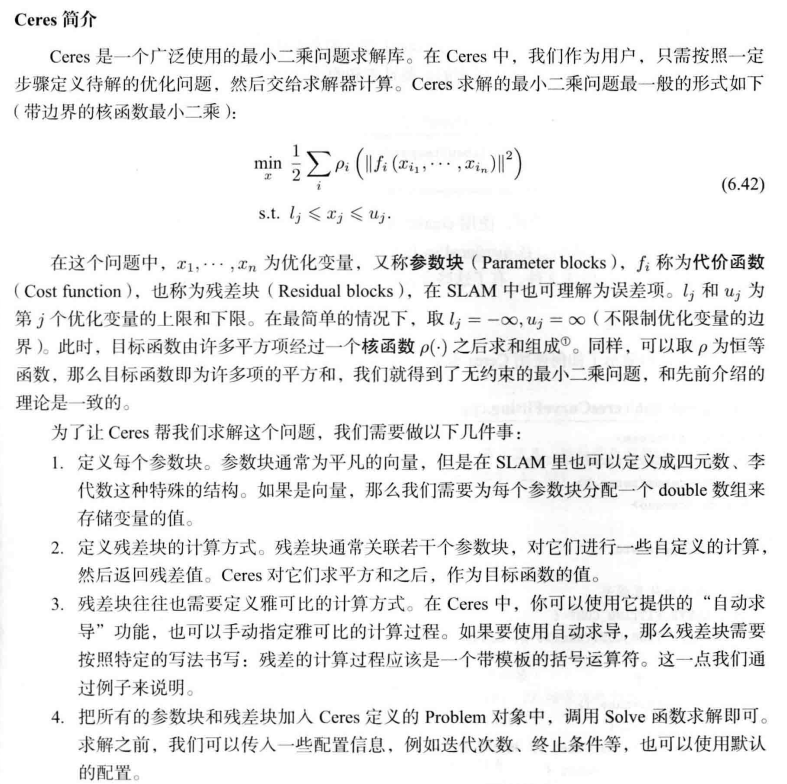 Ceres 简介
Ceres 是一个广泛使用的最小二乘问题求解库。在 Ceres 中，我们作为用户，只需按照一定
步骤定义待解的优化问题，然后交给求解器计算。Ceres 求解的最小二乘问题最一般的形式如下
（带边界的核函数最小二乘）：
min_x 1/2 ∑_i ρ_i (‖f_i (x_{i_1}, ⋯ , x_{i_n})‖²)
(6.42)
s.t. l_j ⩽ x_j ⩽ u_j.
在这个问题中，x_1, ⋯ , x_n 为优化变量，又称参数块（Parameter blocks），f_i 称为代价函数
（Cost function），也称为残差块（Residual blocks），在 SLAM 中也可理解为误差项。l_j 和 u_j 为
第 j 个优化变量的上限和下限。在最简单的情况下，取 l_j = −∞, u_j = ∞（不限制优化变量的边
界）。此时，目标函数由许多平方项经过一个核函数 ρ(·) 之后求和组成①。同样，可以取 ρ 为恒等
函数，那么目标函数即为许多项的平方和，我们就得到了无约束的最小二乘问题，和先前介绍的
理论是一致的。
为了让 Ceres 帮我们求解这个问题，我们需要做以下几件事：
1. 定义每个参数块。参数块通常为平凡的向量，但是在 SLAM 里也可以定义成四元数、李
代数这种特殊的结构。如果是向量，那么我们需要为每个参数块分配一个 double 数组来
存储变量的值。
2. 定义残差块的计算方式。残差块通常关联若干个参数块，对它们进行一些自定义的计算，
然后返回残差值。Ceres 对它们求平方和之后，作为目标函数的值。
3. 残差块往往也需要定义雅可比的计算方式。在 Ceres 中，你可以使用它提供的“自动求
导”功能，也可以手动指定雅可比的计算过程。如果要使用自动求导，那么残差块需要
按照特定的写法书写：残差的计算过程应该是一个带模板的括号运算符。这一点我们通
过例子来说明。
4. 把所有的参数块和残差块加入 Ceres 定义的 Problem 对象中，调用 Solve 函数求解即可。
求解之前，我们可以传入一些配置信息，例如迭代次数、终止条件等，也可以使用默认
的配置。